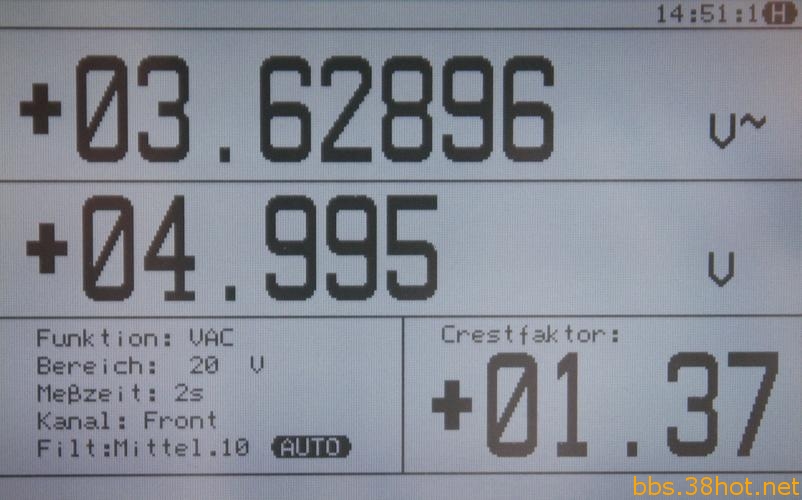 14:51:1 H
+03.62896 V~
+04.995 V
Funktion: VAC
Bereich: 20 V
Meβzeit: 2s
Kanal: Front
Filt:Mittel.10 AUTO
Crestfaktor:
+01.37
bbs.38hot.net